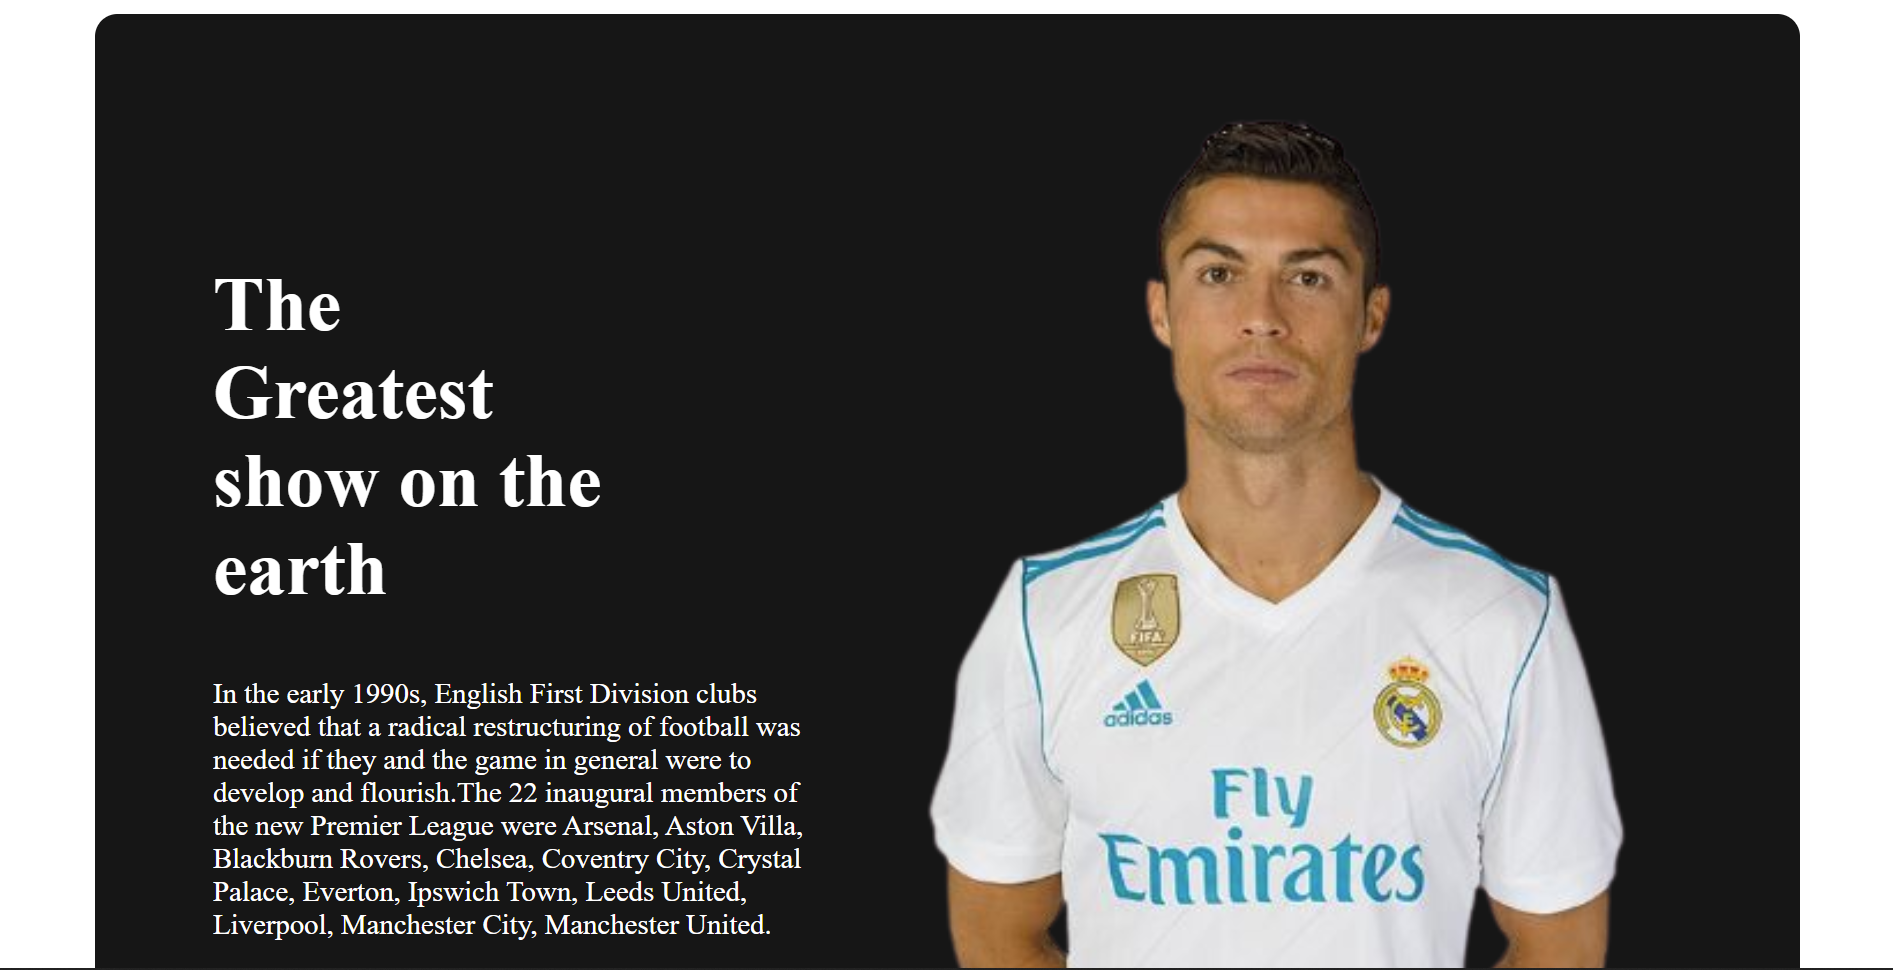 The
Greatest
show on the
earth
In the early 1990s, English First Division clubs
believed that a radical restructuring of football was
needed if they and the game in general were to
develop and flourish.The 22 inaugural members of
the new Premier League were Arsenal, Aston Villa,
Blackburn Rovers, Chelsea, Coventry City, Crystal
Palace, Everton, Ipswich Town, Leeds United,
Liverpool, Manchester City, Manchester United.
FIFA
adidas
Fly
Emirates